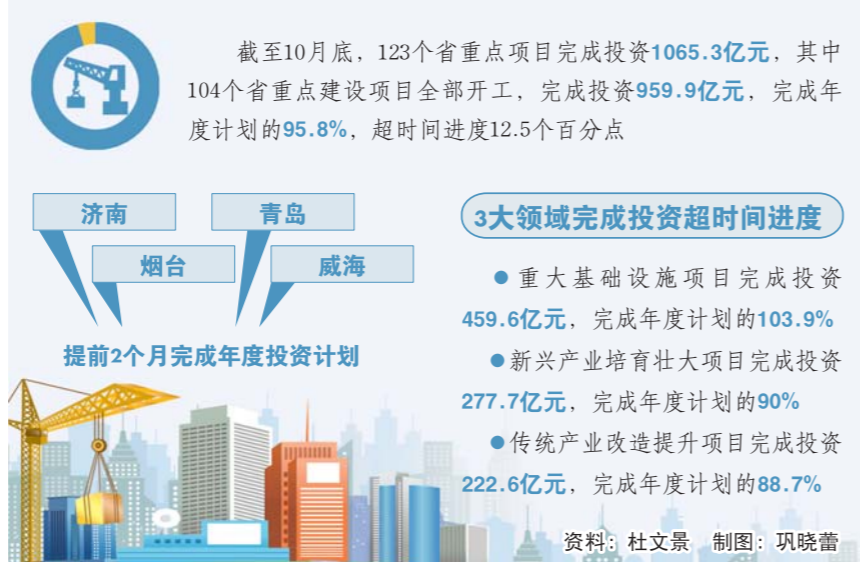 截至10月底，123个省重点项目完成投资1065.3亿元，其中
104个省重点建设项目全部开工，完成投资959.9亿元，完成年
度计划的95.8%，超时间进度12.5个百分点
济南
青岛
烟台
威海
提前2个月完成年度投资计划
3大领域完成投资超时间进度
●重大基础设施项目完成投资
459.6亿元，完成年度计划的103.9%
●新兴产业培育壮大项目完成投资
277.7亿元，完成年度计划的90%
●传统产业改造提升项目完成投资
222.6亿元，完成年度计划的88.7%
资料：杜文景 制图：巩晓蕾